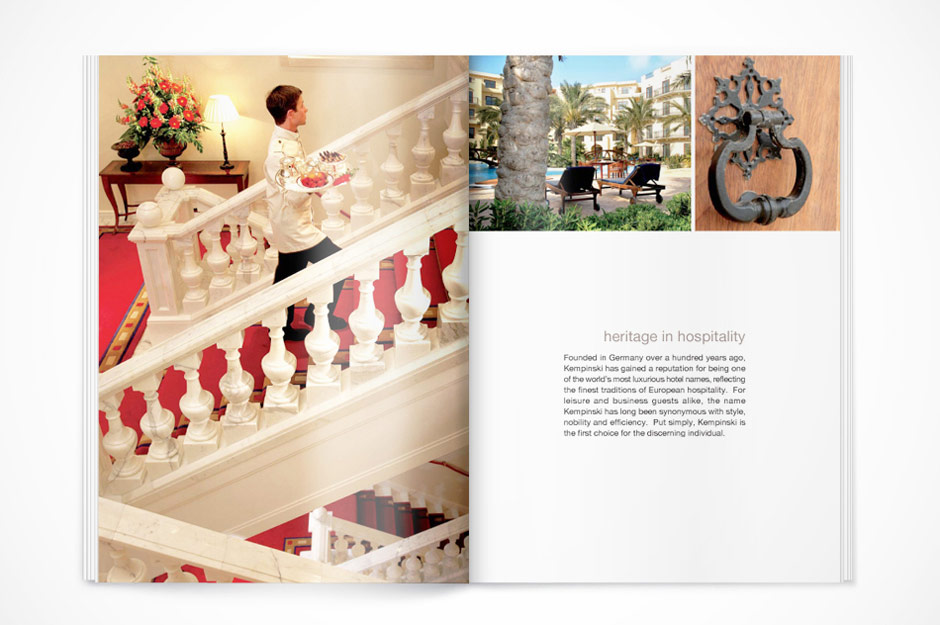 heritage in hospitality
Founded in Germany over a hundred years ago,
Kempinski has gained a reputation for being one
of the world's most luxurious hotel names, reflecting
the finest traditions of European hospitality. For
leisure and business guests alike, the name
Kempinski has long been synonymous with style,
nobility and efficiency. Put simply, Kempinski is
the first choice for the discerning individual.